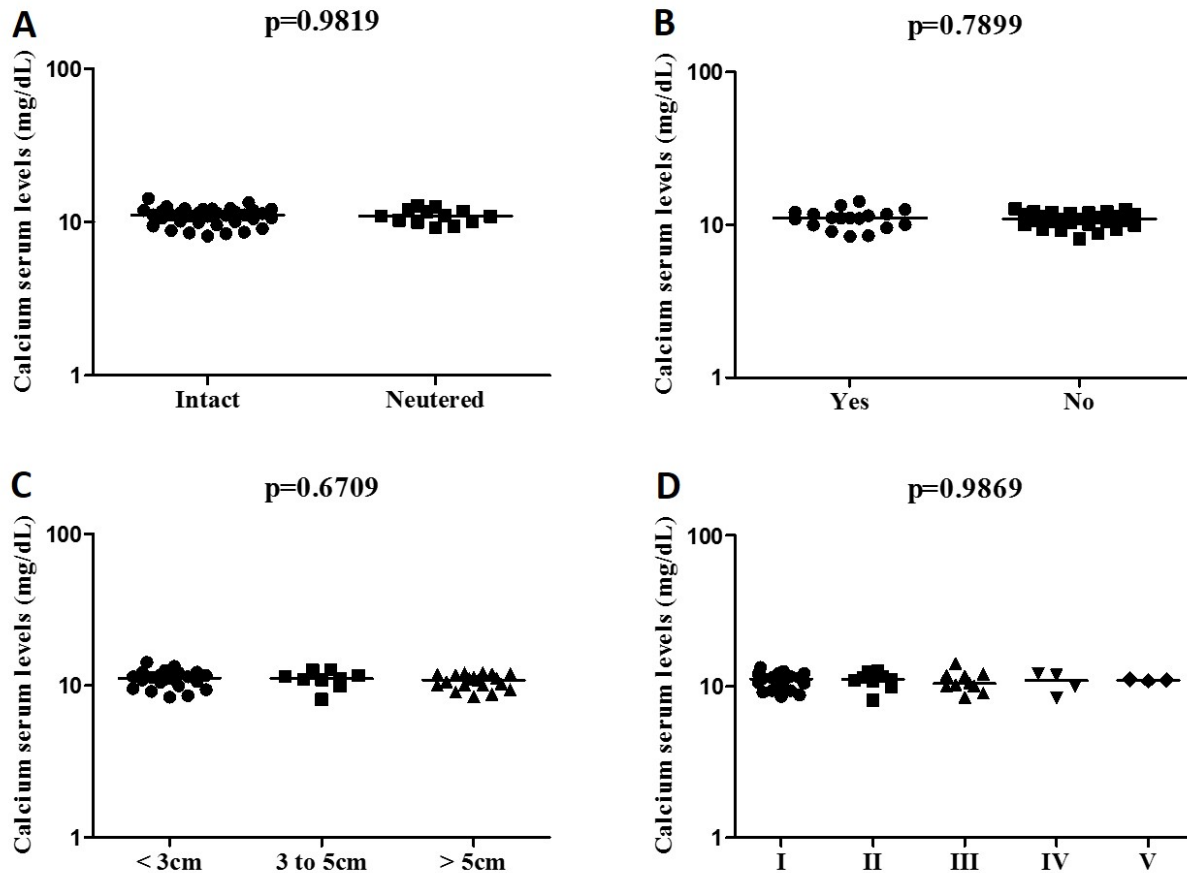 A
p=0.9819
Calcium serum levels (mg/dL)
100
10
1
Intact
Neutered
B
p=0.7899
Calcium serum levels (mg/dL)
100
10
1
Yes
No
C
p=0.6709
Calcium serum levels (mg/dL)
100
10
1
< 3cm
3 to 5cm
> 5cm
D
p=0.9869
Calcium serum levels (mg/dL)
100
10
1
I
II
III
IV
V